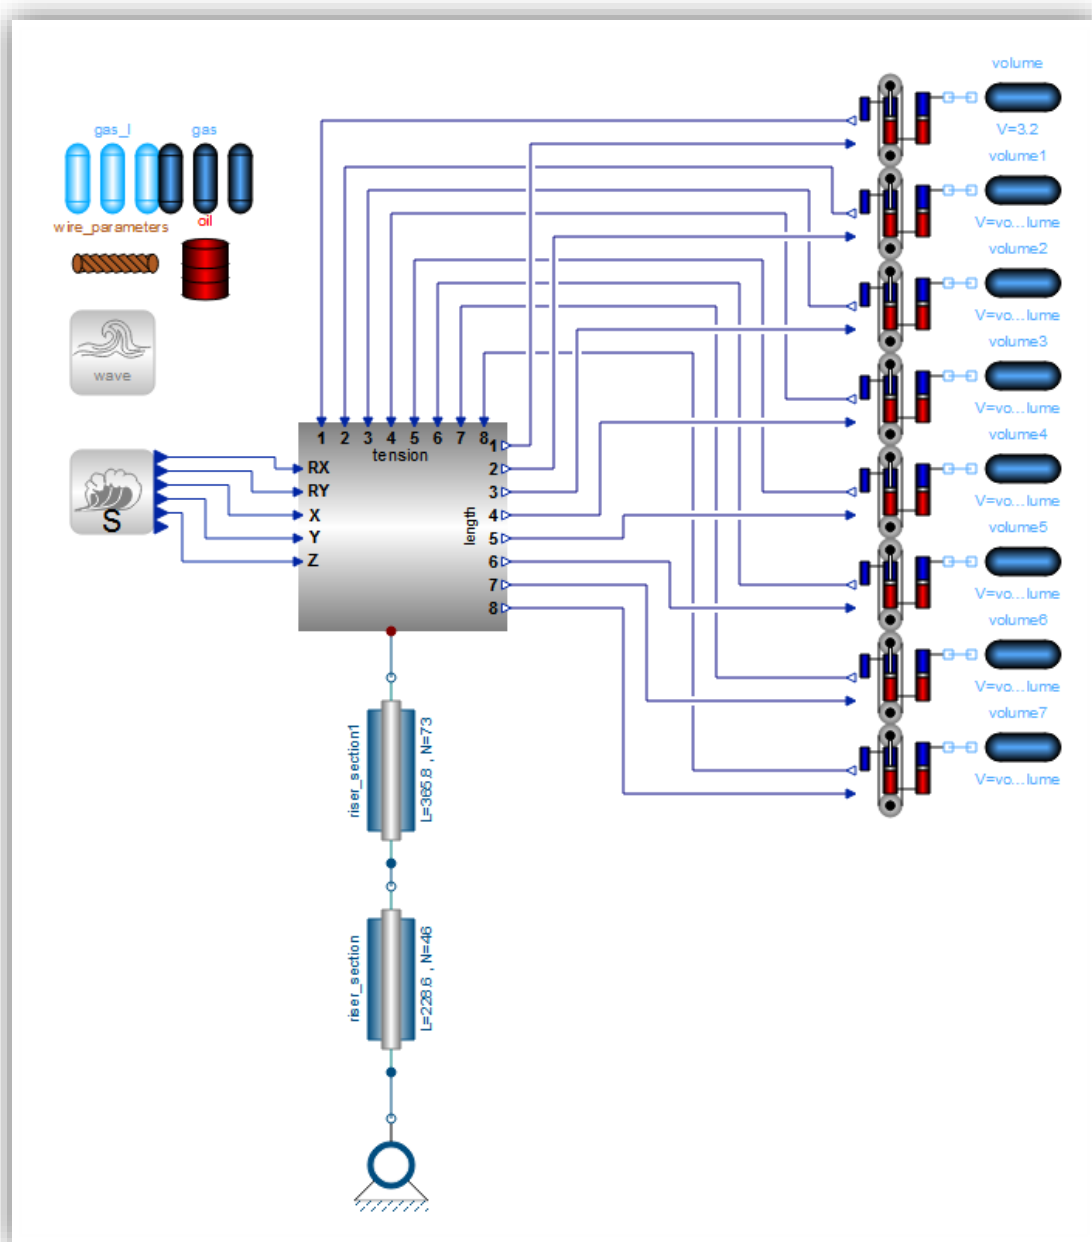 gas_l gas
wire_parameters oil
wave
S
1 2 3 4 5 6 7 8
tension
RX
RY
X
Y
Z
length
1
2
3
4
5
6
7
8
riser_section1
L=365.8 , N=73
riser_section
L=228.6 , N=46
volume
V=3.2
volume1
V=vo...lume
volume2
V=vo...lume
volume3
V=vo...lume
volume4
V=vo...lume
volume5
V=vo...lume
volume6
V=vo...lume
volume7
V=vo...lume